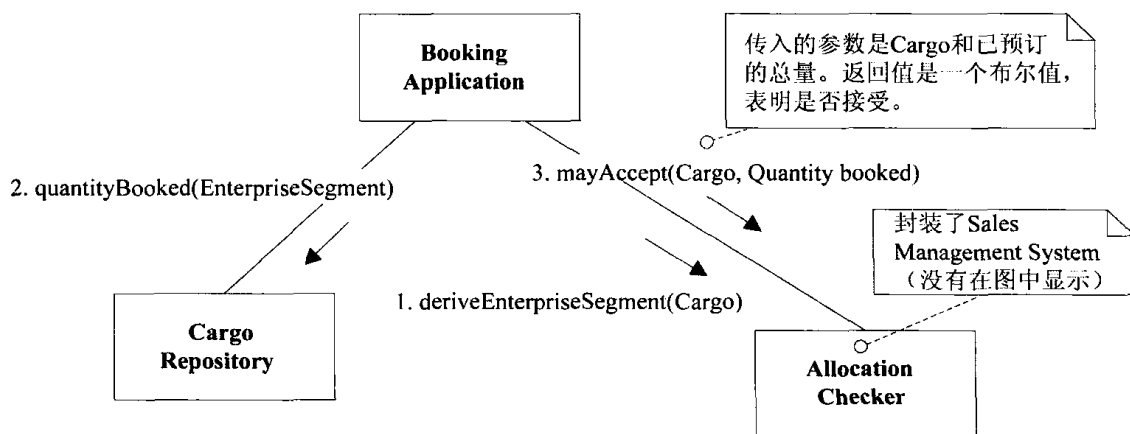 Booking
Application
传入的参数是Cargo和已预订
的总量。返回值是一个布尔值，
表明是否接受。
2. quantityBooked(EnterpriseSegment)
3. mayAccept(Cargo, Quantity booked)
封装了Sales
Management System
（没有在图中显示）
1. deriveEnterpriseSegment(Cargo)
Cargo
Repository
Allocation
Checker